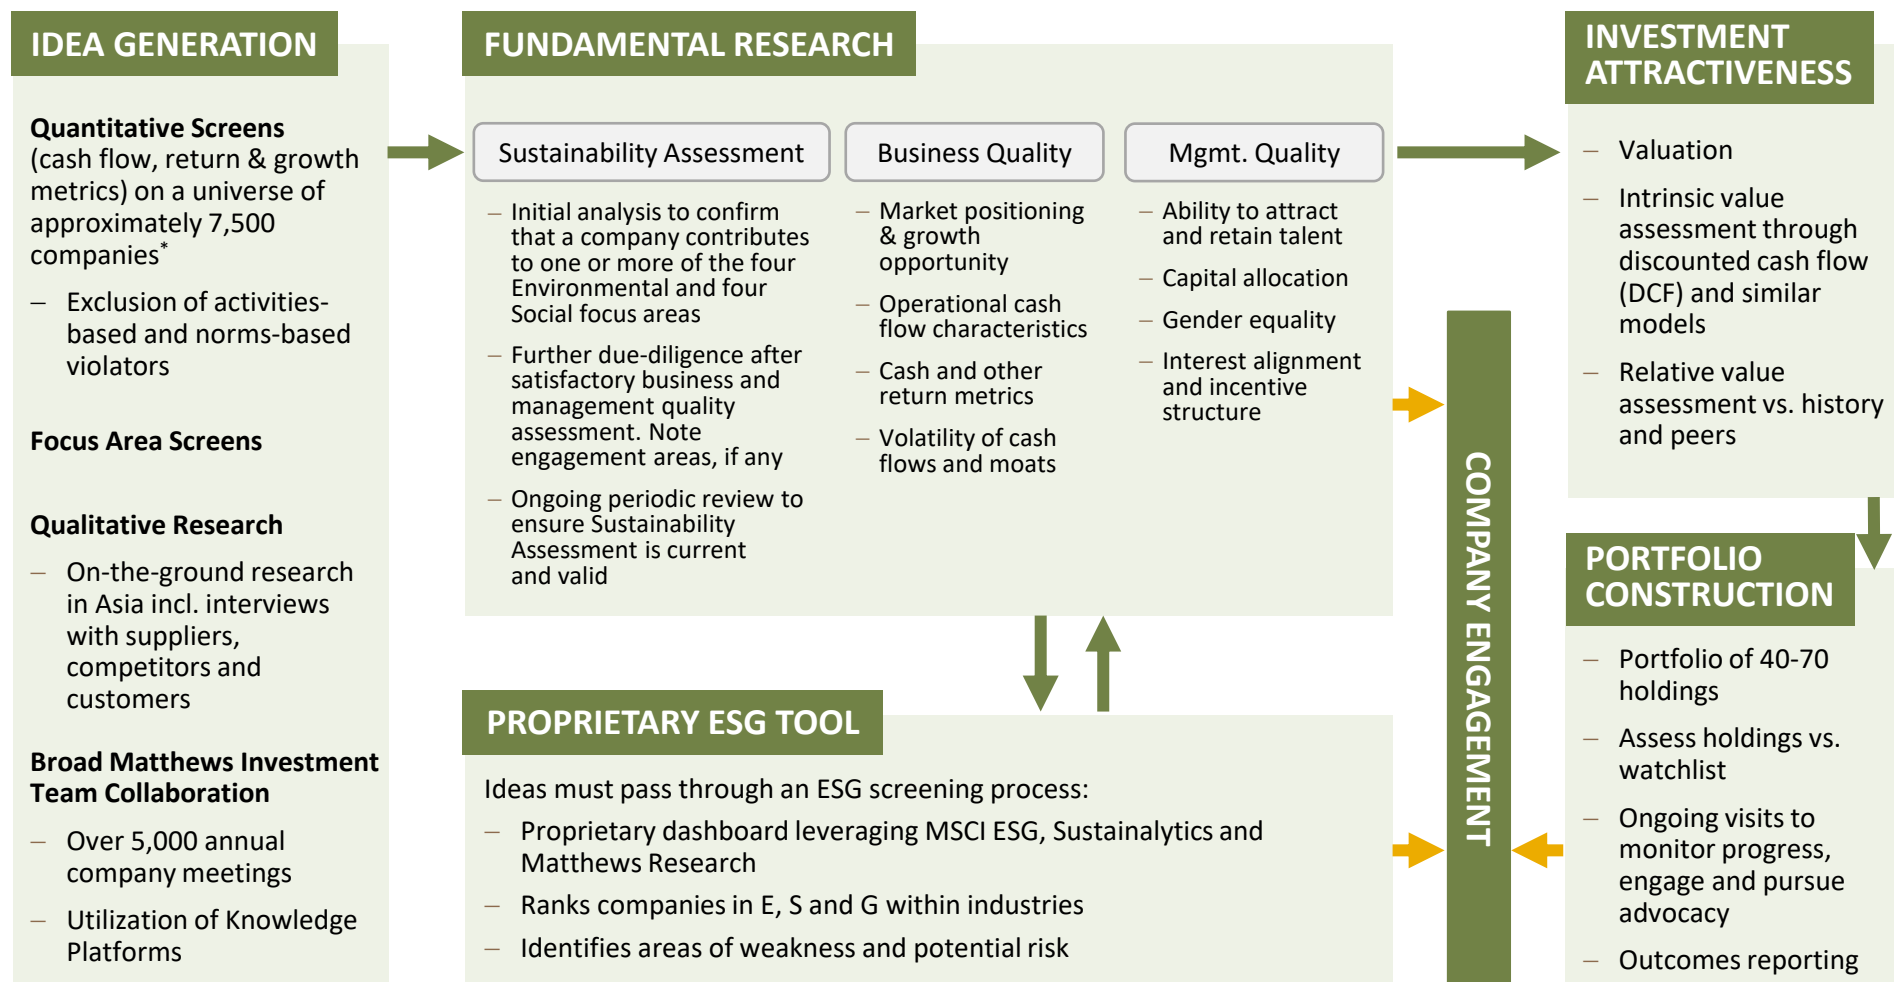 IDEA GENERATION
Quantitative Screens
(cash flow, return & growth
metrics) on a universe of
approximately 7,500
companies*
– Exclusion of activities-
based and norms-based
violators
Focus Area Screens
Qualitative Research
– On-the-ground research
in Asia incl. interviews
with suppliers,
competitors and
customers
Broad Matthews Investment
Team Collaboration
– Over 5,000 annual
company meetings
– Utilization of Knowledge
Platforms
FUNDAMENTAL RESEARCH
Sustainability Assessment
– Initial analysis to confirm
that a company contributes
to one or more of the four
Environmental and four
Social focus areas
– Further due-diligence after
satisfactory business and
management quality
assessment. Note
engagement areas, if any
– Ongoing periodic review to
ensure Sustainability
Assessment is current
and valid
Business Quality
– Market positioning
& growth
opportunity
– Operational cash
flow characteristics
– Cash and other
return metrics
– Volatility of cash
flows and moats
Mgmt. Quality
– Ability to attract
and retain talent
– Capital allocation
– Gender equality
– Interest alignment
and incentive
structure
PROPRIETARY ESG TOOL
Ideas must pass through an ESG screening process:
– Proprietary dashboard leveraging MSCI ESG, Sustainalytics and
Matthews Research
– Ranks companies in E, S and G within industries
– Identifies areas of weakness and potential risk
COMPANY ENGAGEMENT
INVESTMENT
ATTRACTIVENESS
– Valuation
– Intrinsic value
assessment through
discounted cash flow
(DCF) and similar
models
– Relative value
assessment vs. history
and peers
PORTFOLIO
CONSTRUCTION
– Portfolio of 40-70
holdings
– Assess holdings vs.
watchlist
– Ongoing visits to
monitor progress,
engage and pursue
advocacy
– Outcomes reporting